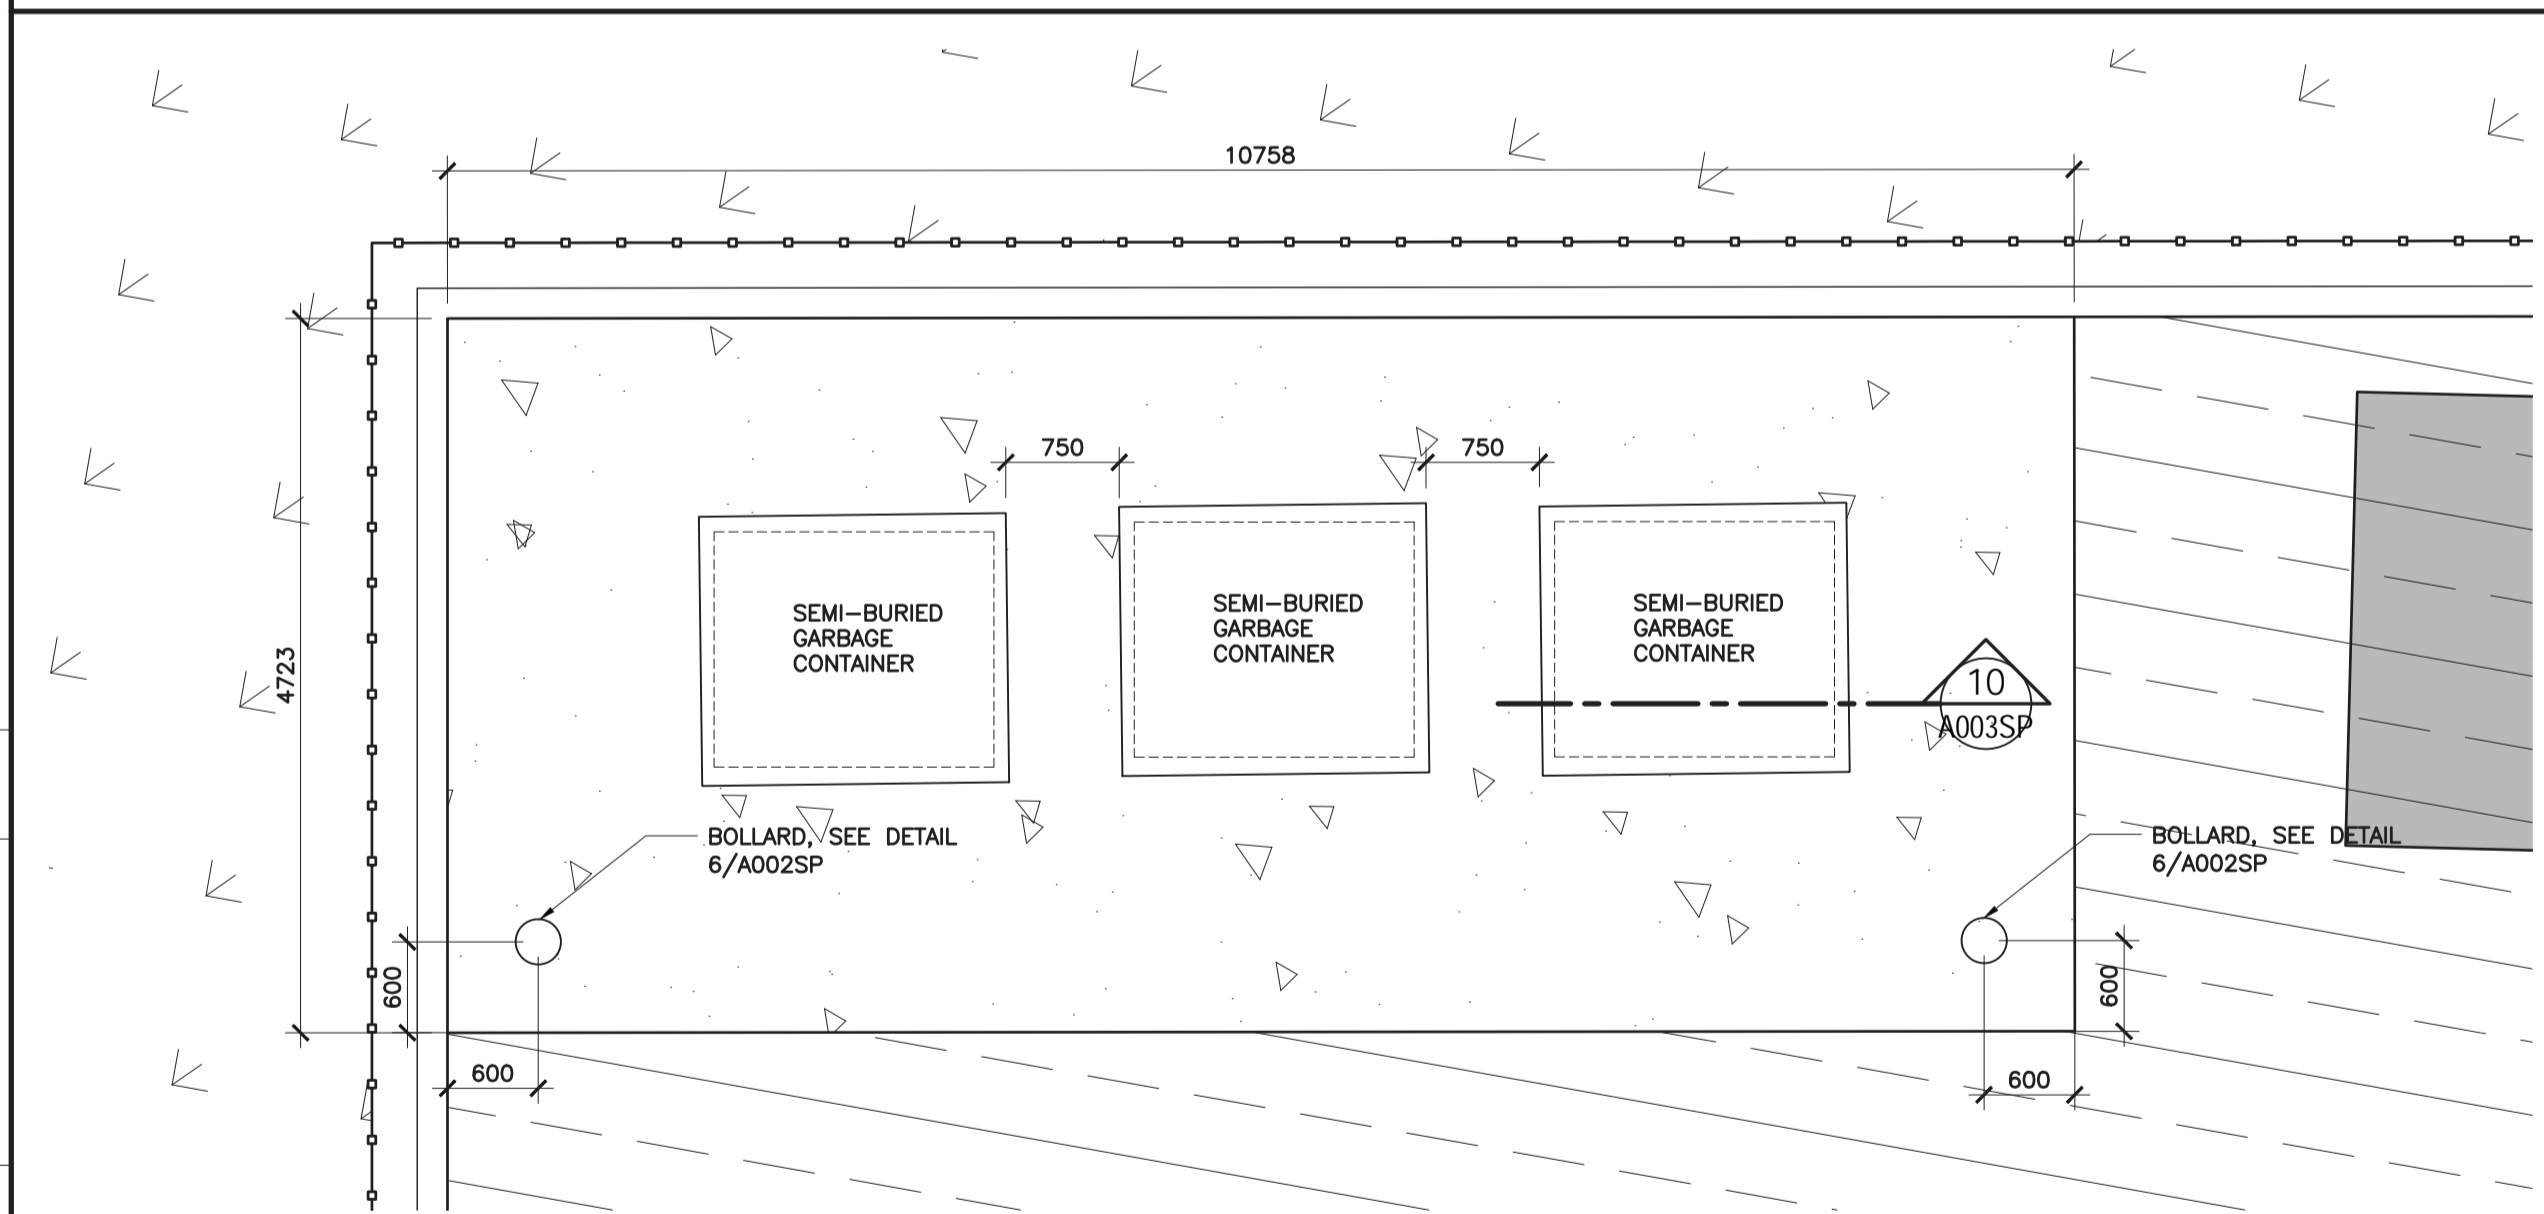 10758
750
750
SEMI-BURIED
GARBAGE
CONTAINER
SEMI-BURIED
GARBAGE
CONTAINER
SEMI-BURIED
GARBAGE
CONTAINER
4723
10
A003SP
BOLLARD, SEE DETAIL
6/A002SP
BOLLARD, SEE DETAIL
6/A002SP
600
600
600
600